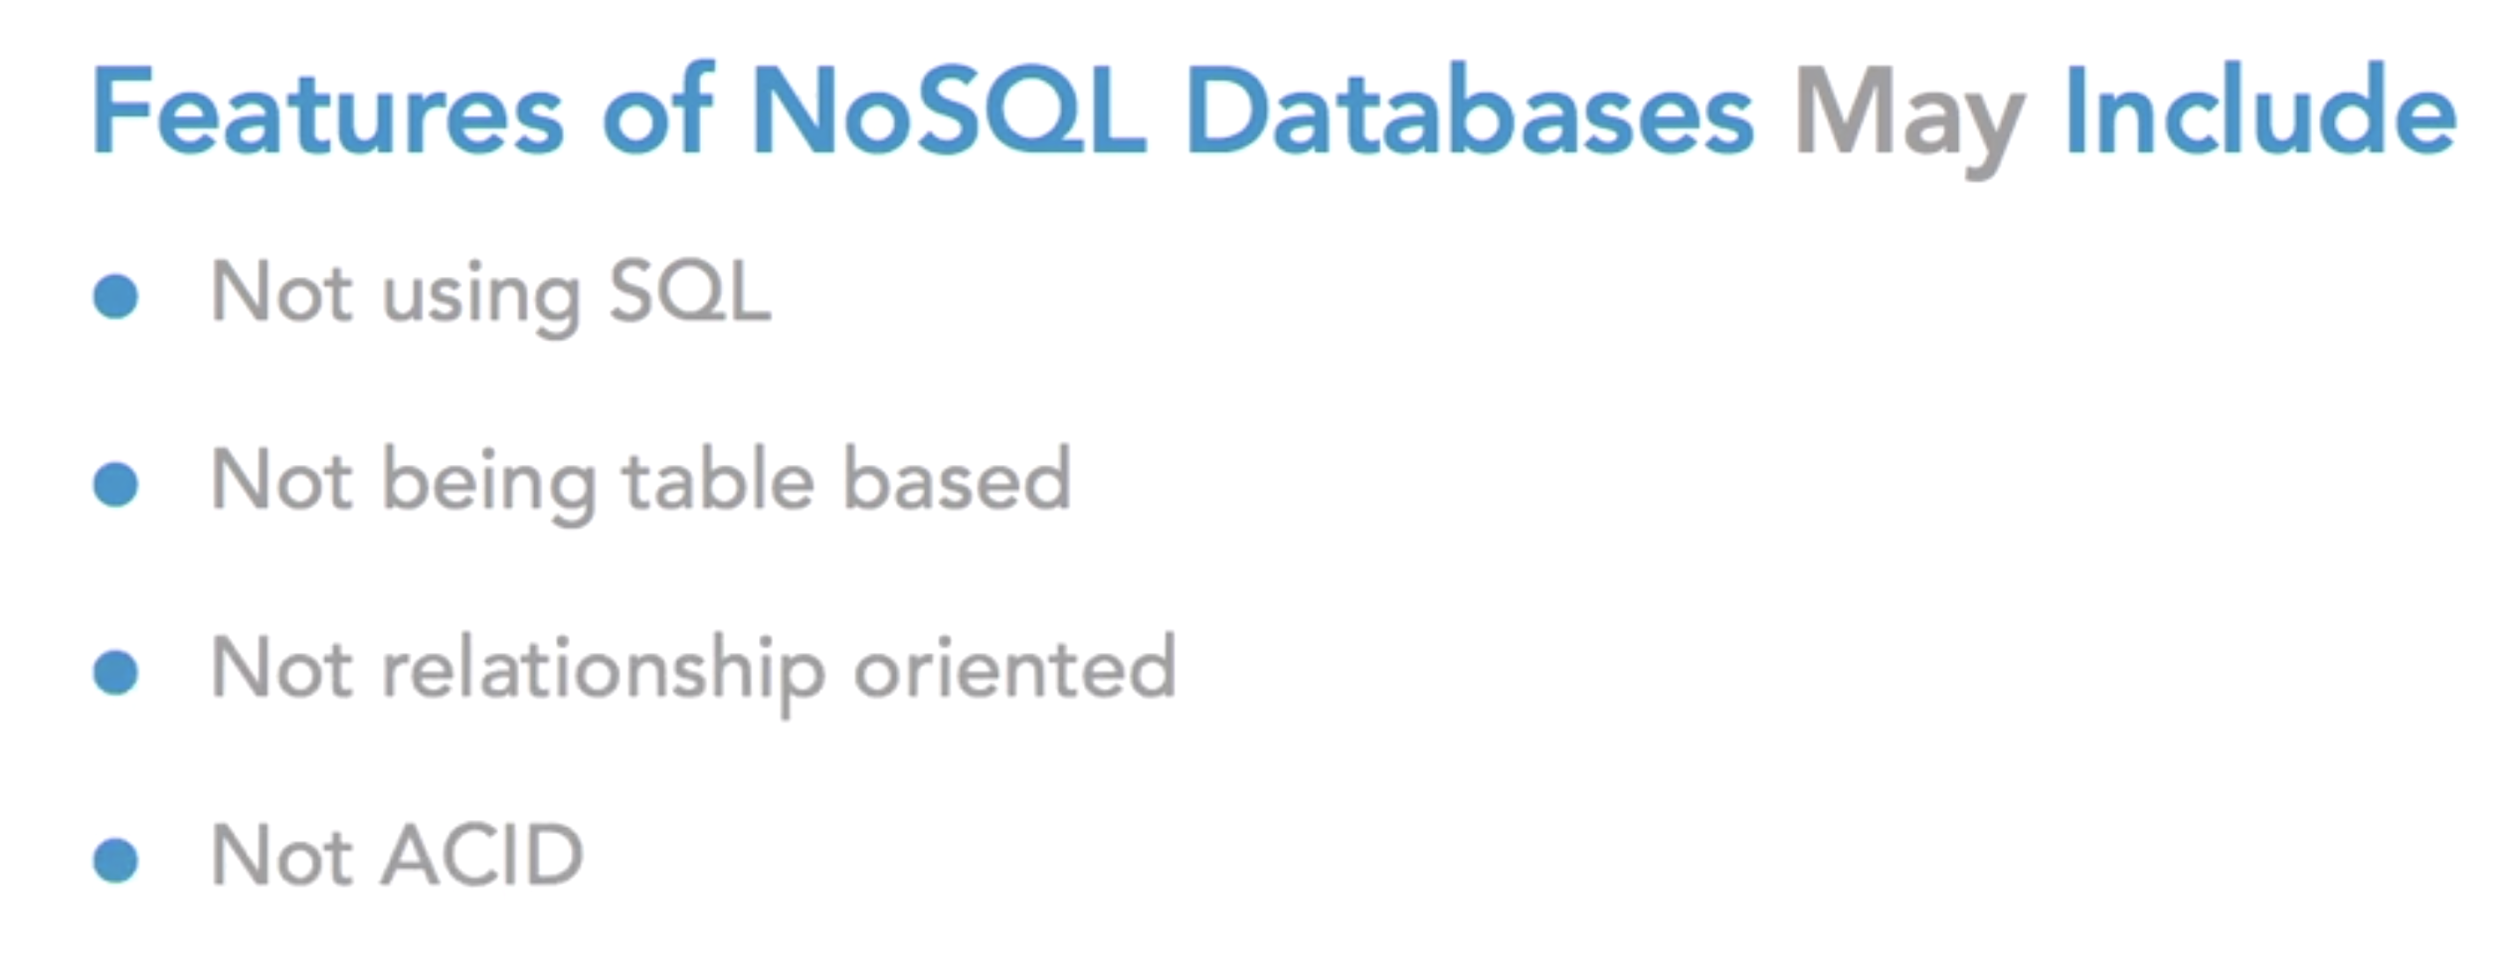 Features of NoSQL Databases May Include
• Not using SQL
• Not being table based
• Not relationship oriented
• Not ACID